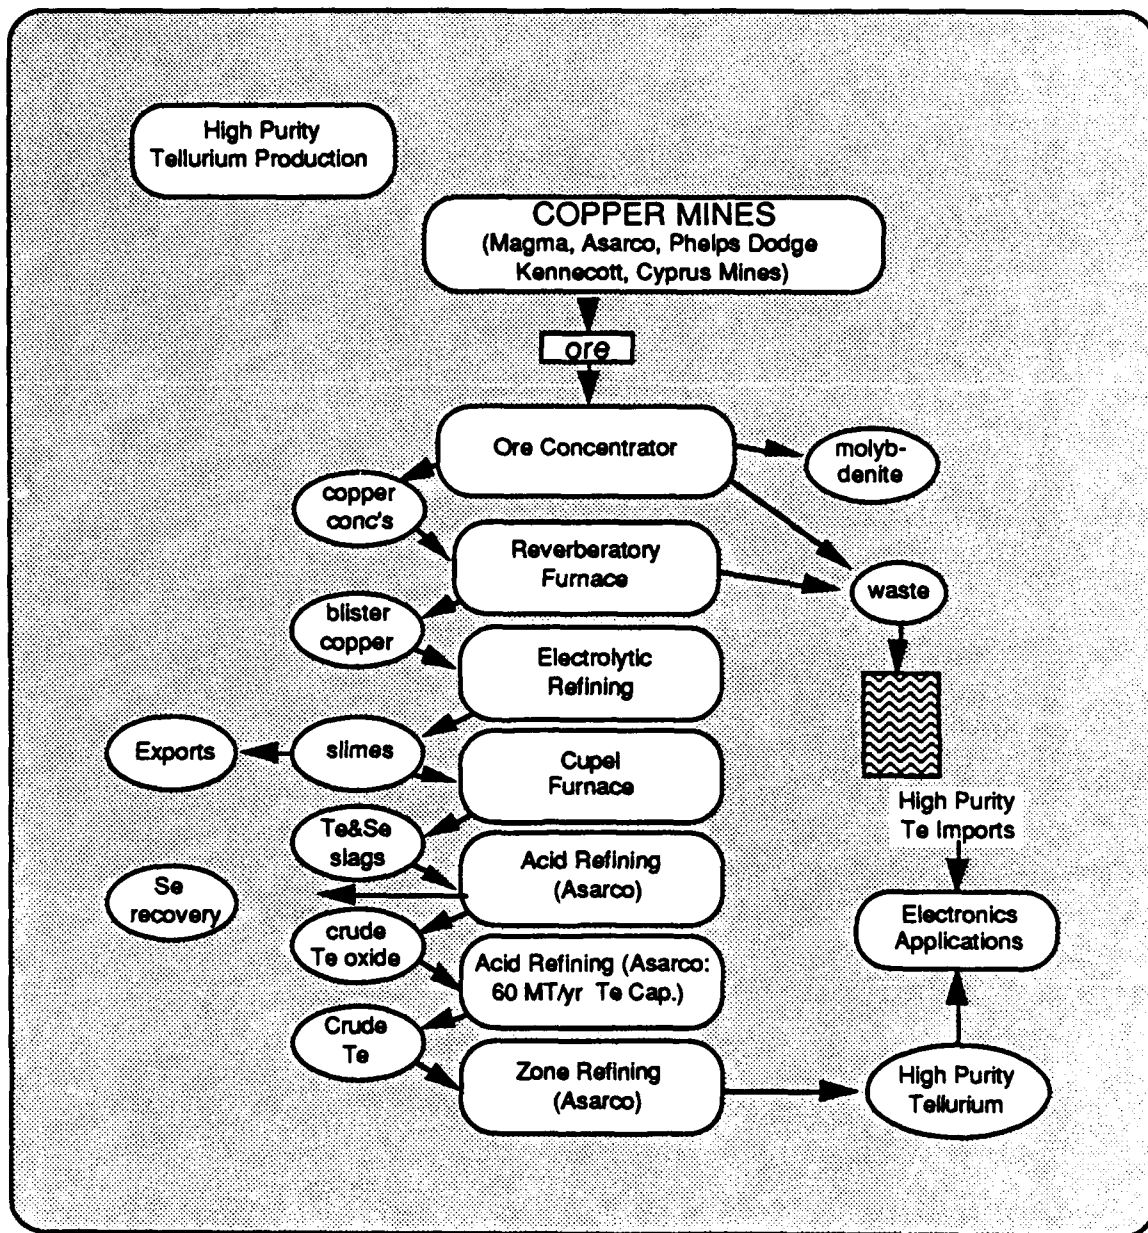 High Purity
Tellurium Production
COPPER MINES
(Magma, Asarco, Phelps Dodge
Kennecott, Cyprus Mines)
ore
Ore Concentrator
molyb-
denite
copper
conc's
Reverberatory
Furnace
waste
blister
copper
Electrolytic
Refining
Exports
slimes
Cupel
Furnace
High Purity
Te Imports
Te&Se
slags
Acid Refining
(Asarco)
Se
recovery
Electronics
Applications
crude
Te oxide
Acid Refining (Asarco:
60 MT/yr Te Cap.)
Crude
Te
Zone Refining
(Asarco)
High Purity
Tellurium